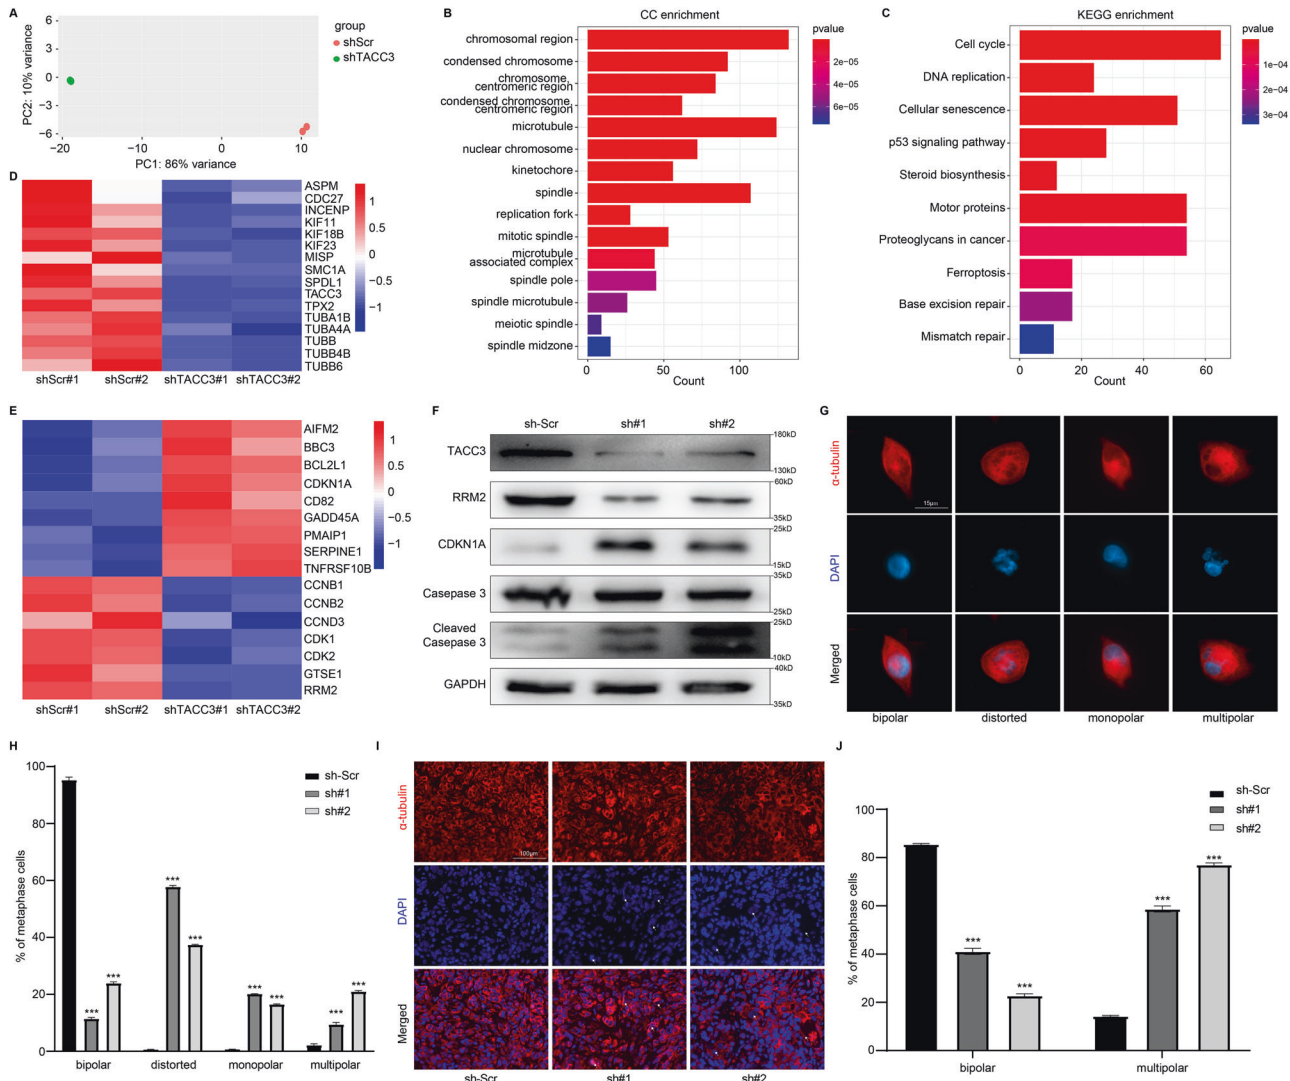 A
6
3
0
−3
−6
PC2: 10% variance
−20
−10
0
10
PC1: 86% variance
group
shScr
shTACC3
B
CC enrichment
chromosomal region
condensed chromosome
chromosome,
centromeric region
condensed chromosome,
centromeric region
microtubule
nuclear chromosome
kinetochore
spindle
replication fork
mitotic spindle
microtubule
associated complex
spindle pole
spindle microtubule
meiotic spindle
spindle midzone
0
50
100
Count
pvalue
2e−05
4e−05
6e−05
C
KEGG enrichment
Cell cycle
DNA replication
Cellular senescence
p53 signaling pathway
Steroid biosynthesis
Motor proteins
Proteoglycans in cancer
Ferroptosis
Base excision repair
Mismatch repair
0
20
40
60
Count
pvalue
1e−04
2e−04
3e−04
D
ASPM
CDC27
INCENP
KIF11
KIF18B
KIF23
MISP
SMC1A
SPDL1
TACC3
TPX2
TUBA1B
TUBA4A
TUBB
TUBB4B
TUBB6
shScr#1 shScr#2 shTACC3#1 shTACC3#2
1
0.5
0
−0.5
−1
E
AIFM2
BBC3
BCL2L1
CDKN1A
CD82
GADD45A
PMAIP1
SERPINE1
TNFRSF10B
CCNB1
CCNB2
CCND3
CDK1
CDK2
GTSE1
RRM2
shScr#1 shScr#2 shTACC3#1 shTACC3#2
1
0.5
0
−0.5
−1
F
sh-Scr sh#1 sh#2
TACC3
180kD
130kD
RRM2
60kD
35kD
CDKN1A
25kD
15kD
Casepase 3
35kD
25kD
Cleaved
Casepase 3
25kD
10kD
GAPDH
40kD
35kD
G
α-tubulin
15μm
DAPI
Merged
bipolar distorted monopolar multipolar
H
% of metaphase cells
100
80
60
40
20
0
sh-Scr
sh#1
sh#2
***
***
***
***
***
***
***
***
bipolar distorted monopolar multipolar
I
α-tubulin
100μm
DAPI
Merged
sh-Scr sh#1 sh#2
J
% of metaphase cells
100
80
60
40
20
0
sh-Scr
sh#1
sh#2
***
***
***
***
bipolar multipolar